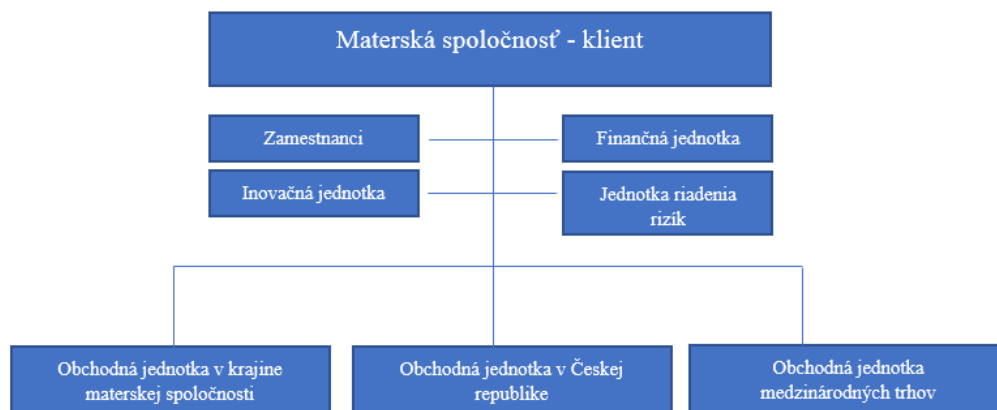 Materská spoločnosť - klient
Zamestnanci
Finančná jednotka
Inovačná jednotka
Jednotka riadenia
rizík
Obchodná jednotka v krajine
materskej spoločnosti
Obchodná jednotka v Českej
republike
Obchodná jednotka
medzinárodných trhov